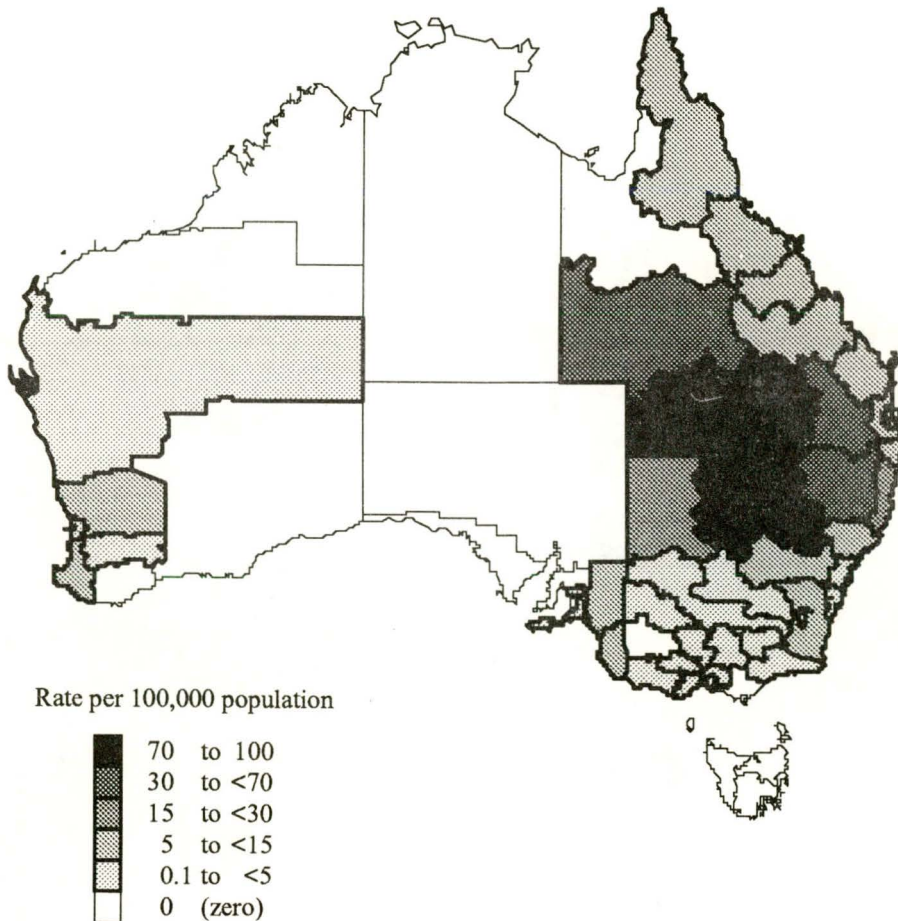 Rate per 100,000 population
70 to 100
30 to <70
15 to <30
5 to <15
0.1 to <5
0 (zero)